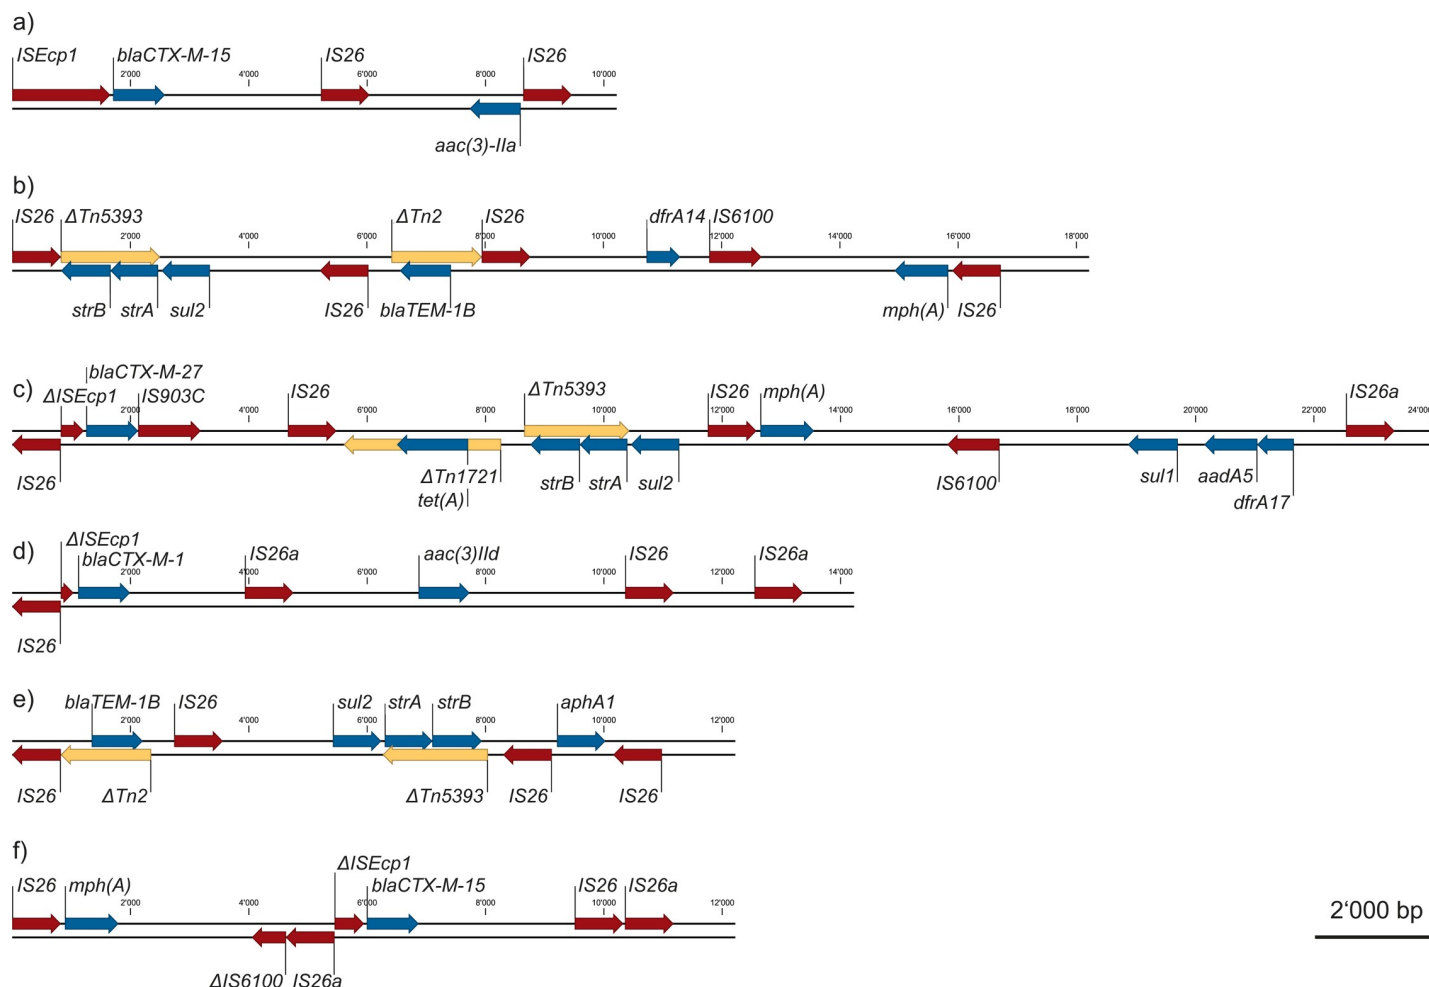 a)
ISEcp1 blaCTX-M-15 IS26 IS26
2'000 4'000 6'000 8'000 10'000
aac(3)-IIa
b)
IS26 ΔTn5393 ΔTn2 IS26 dfrA14 IS6100
2'000 4'000 6'000 8'000 10'000 12'000 14'000 16'000 18'000
strB strA sul2 IS26 blaTEM-1B mph(A) IS26
blaCTX-M-27
c) ΔISEcp1 IS903C IS26 ΔTn5393 IS26 mph(A) IS26a
2'000 4'000 6'000 8'000 10'000 12'000 14'000 16'000 18'000 20'000 22'000 24'00
IS26 ΔTn1721 strB strA sul2 IS6100 sul1 aadA5
tet(A) dfrA17
ΔISEcp1
d) blaCTX-M-1 IS26a aac(3)IId IS26 IS26a
2'000 4'000 6'000 8'000 10'000 12'000 14'000
IS26
e) blaTEM-1B IS26 sul2 strA strB aphA1
2'000 4'000 6'000 8'000 10'000 12'000
IS26 ΔTn2 ΔTn5393 IS26 IS26
f)
ΔISEcp1
IS26 mph(A) blaCTX-M-15 IS26 IS26a
2'000 4'000 6'000 8'000 10'000 12'000
2‘000 bp
ΔIS6100 IS26a